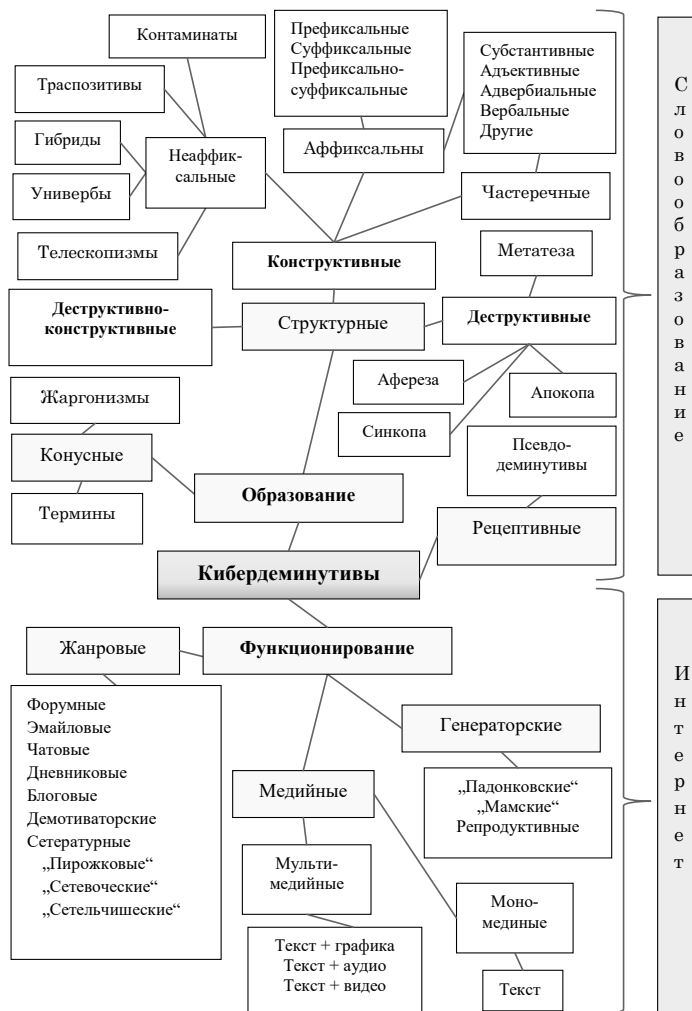 Контаминаты
Префиксальные
Суффиксальные
Префиксально-
суффиксальные
Субстантивные
Адъективные
Адвербиальные
Вербальные
Другие
Траспозитивы
Гибриды
Неаффик-
сальные
Аффиксальны
Универбы
Частеречные
Телескопизмы
Конструктивные
Метатеза
Деструктивно-
конструктивные
Структурные
Деструктивные
Афереза
Апокопа
Жаргонизмы
Синкопа
Конусные
Псевдо-
деминутивы
Термины
Образование
Рецептивные
Кибердеминутивы
Словообразование
Жанровые
Функционирование
Форумные
Эмайловые
Чатовые
Дневниковые
Блоговые
Демотиваторские
Сетературные
„Пирожковые“
„Сетевоческие“
„Сетельчишеские“
Генераторские
Медийные
„Падонковские“
„Мамские“
Репродуктивные
Мульти-
медийные
Моно-
мединые
Текст + графика
Текст + аудио
Текст + видео
Текст
Интернет